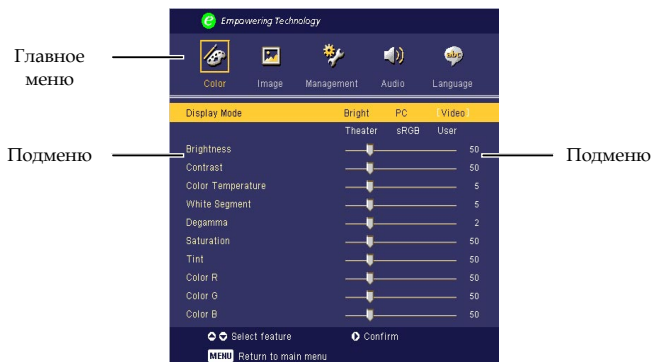 Empowering Technology
Главное
меню
Color Image Management Audio Language
abc
Display Mode Bright PC Video
Theater sRGB User
Подменю
Подменю
Brightness 50
Contrast 50
Color Temperature 5
White Segment 5
Degamma 2
Saturation 50
Tint 50
Color R 50
Color G 50
Color B 50
Select feature Confirm
MENU Return to main menu